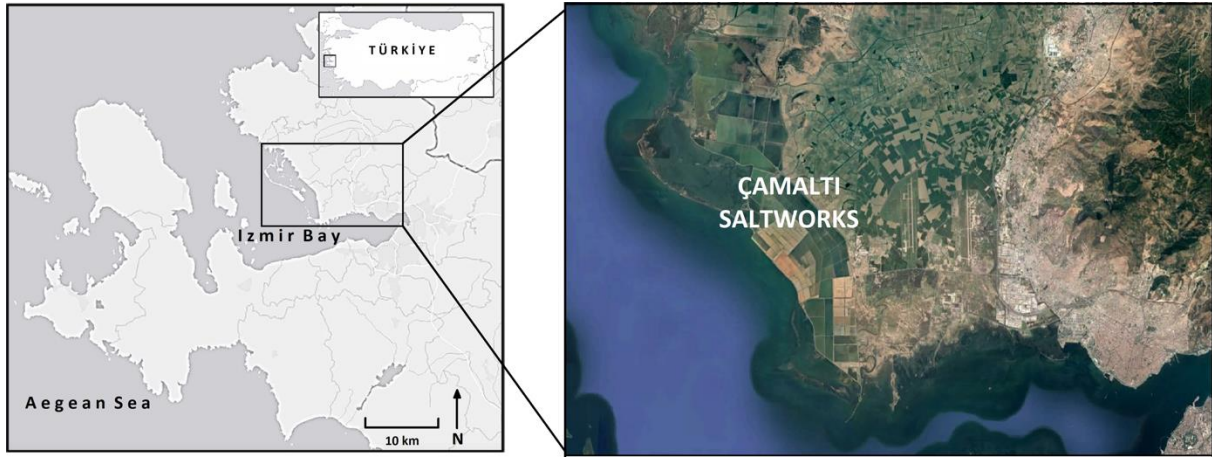 TÜRKİYE
Izmir Bay
Aegean Sea
10 km
N
ÇAMALTI
SALTWORKS